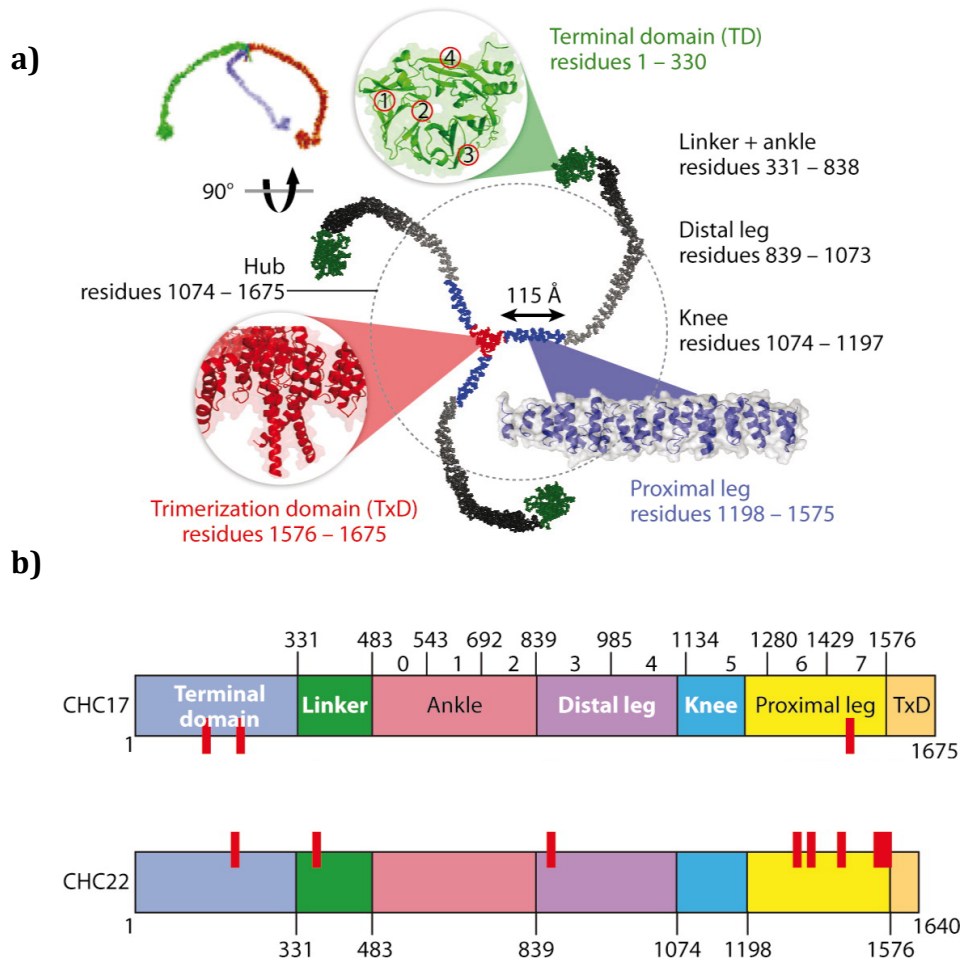 a)
Terminal domain (TD)
residues 1 – 330
4
1
2
3
90°
Linker + ankle
residues 331 – 838
Distal leg
residues 839 – 1073
Hub
residues 1074 – 1675
115 Å
Knee
residues 1074 – 1197
Trimerization domain (TxD)
residues 1576 – 1675
Proximal leg
residues 1198 – 1575
b)
331 483 543 692 839 985 1134 1280 1429 1576
0 1 2 3 4 5 6 7
CHC17 Terminal domain Linker Ankle Distal leg Knee Proximal leg TxD
1 1675
CHC22
1 1640
331 483 839 1074 1198 1576